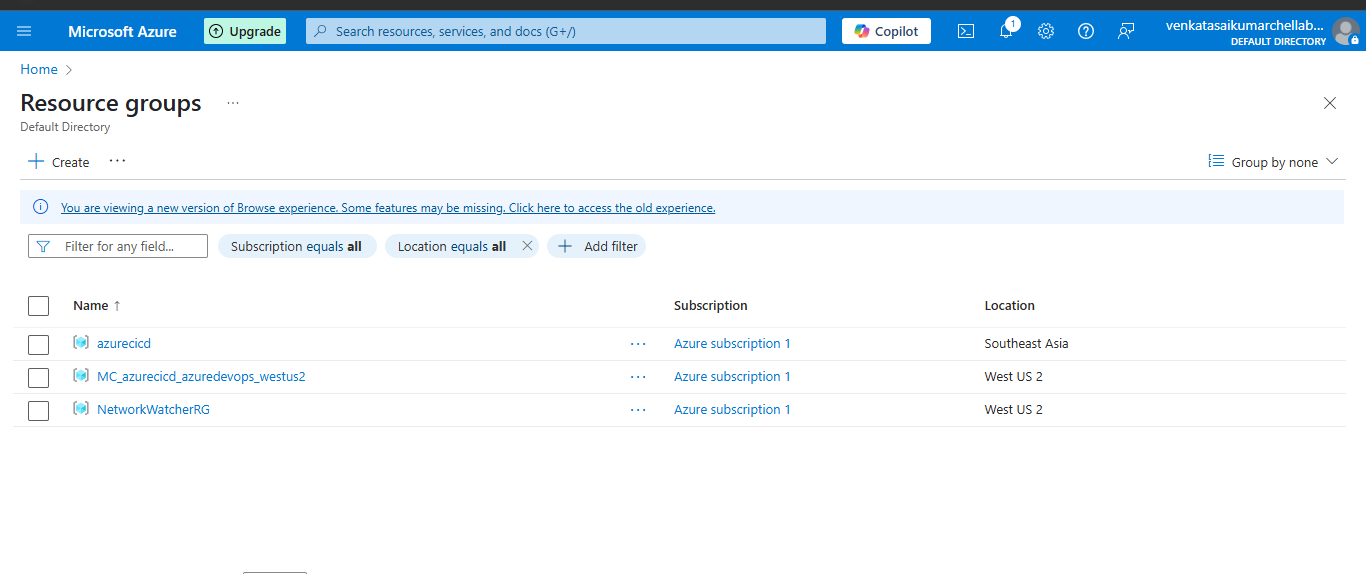 Microsoft Azure Upgrade Search resources, services, and docs (G+/) Copilot 1 venkatasaikumarchellab...
DEFAULT DIRECTORY
Home >
Resource groups ...
Default Directory
+ Create ... Group by none
You are viewing a new version of Browse experience. Some features may be missing. Click here to access the old experience.
Filter for any field... Subscription equals all Location equals all × + Add filter
Name ↑ Subscription Location
azurecicd ... Azure subscription 1 Southeast Asia
MC_azurecicd_azuredevops_westus2 ... Azure subscription 1 West US 2
NetworkWatcherRG ... Azure subscription 1 West US 2